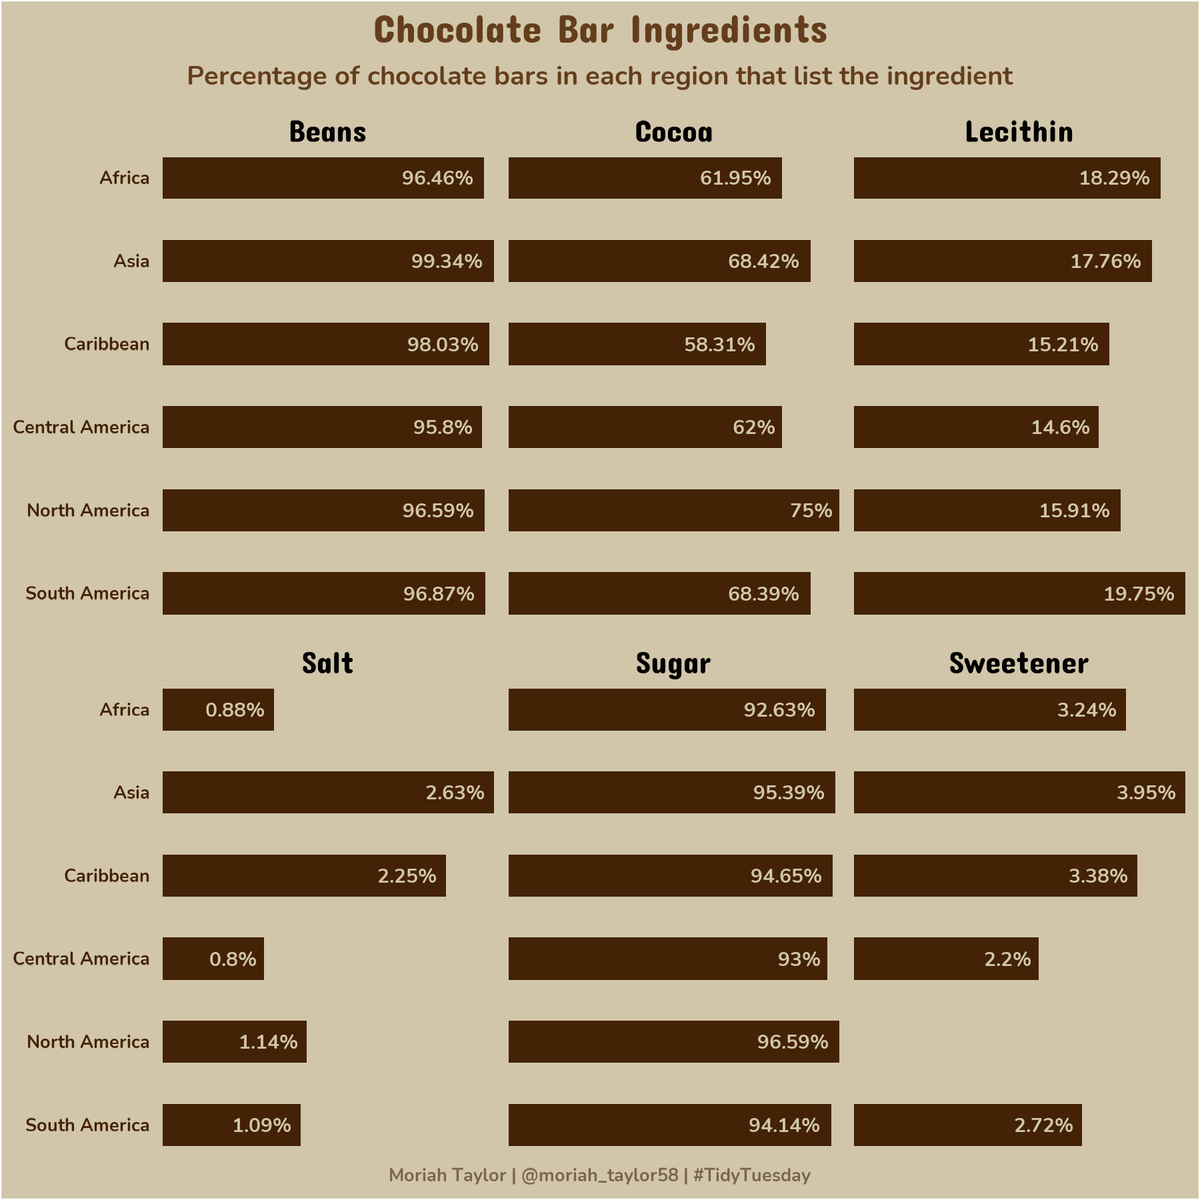 Chocolate Bar Ingredients
Percentage of chocolate bars in each region that list the ingredient
Beans Cocoa Lecithin
Africa 96.46% 61.95% 18.29%
Asia 99.34% 68.42% 17.76%
Caribbean 98.03% 58.31% 15.21%
Central America 95.8% 62% 14.6%
North America 96.59% 75% 15.91%
South America 96.87% 68.39% 19.75%
Salt Sugar Sweetener
Africa 0.88% 92.63% 3.24%
Asia 2.63% 95.39% 3.95%
Caribbean 2.25% 94.65% 3.38%
Central America 0.8% 93% 2.2%
North America 1.14% 96.59%
South America 1.09% 94.14% 2.72%
Moriah Taylor | @moriah_taylor58 | #TidyTuesday